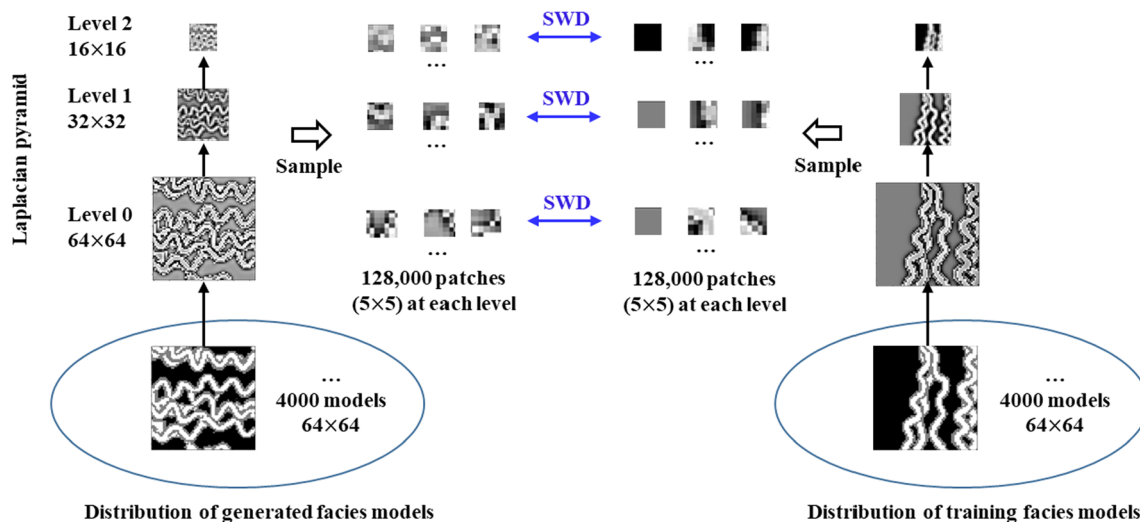 Laplacian pyramid
Level 2
16×16
SWD
...
...
Level 1
32×32
SWD
Sample
...
...
Sample
Level 0
64×64
SWD
...
...
128,000 patches
(5×5) at each level
128,000 patches
(5×5) at each level
...
4000 models
64×64
...
4000 models
64×64
Distribution of generated facies models
Distribution of training facies models